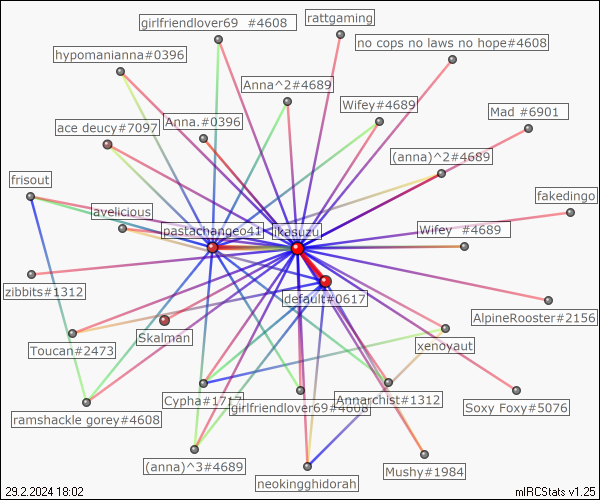 girlfriendlover69 #4608
rattgaming
no cops no laws no hope#4608
hypomanianna#0396
Anna^2#4689
Wifey#4689
Mad #6901
ace deucy#7097
Anna.#0396
(anna)^2#4689
frisout
fakedingo
avelicious
pastachange041
ikasuzu
Wifey #4689
zibbits#1312
default#0617
AlpineRooster#2156
Toucan#2473
Skalman
xenoyaut
ramshackle gorey#4608
Cypha#1717
girlfriendlover69#4608
Annarchist#1312
Soxy Foxy#5076
(anna)^3#4689
neokingghidorah
Mushy#1984
29.2.2024 18:02
mIRCStats v1.25